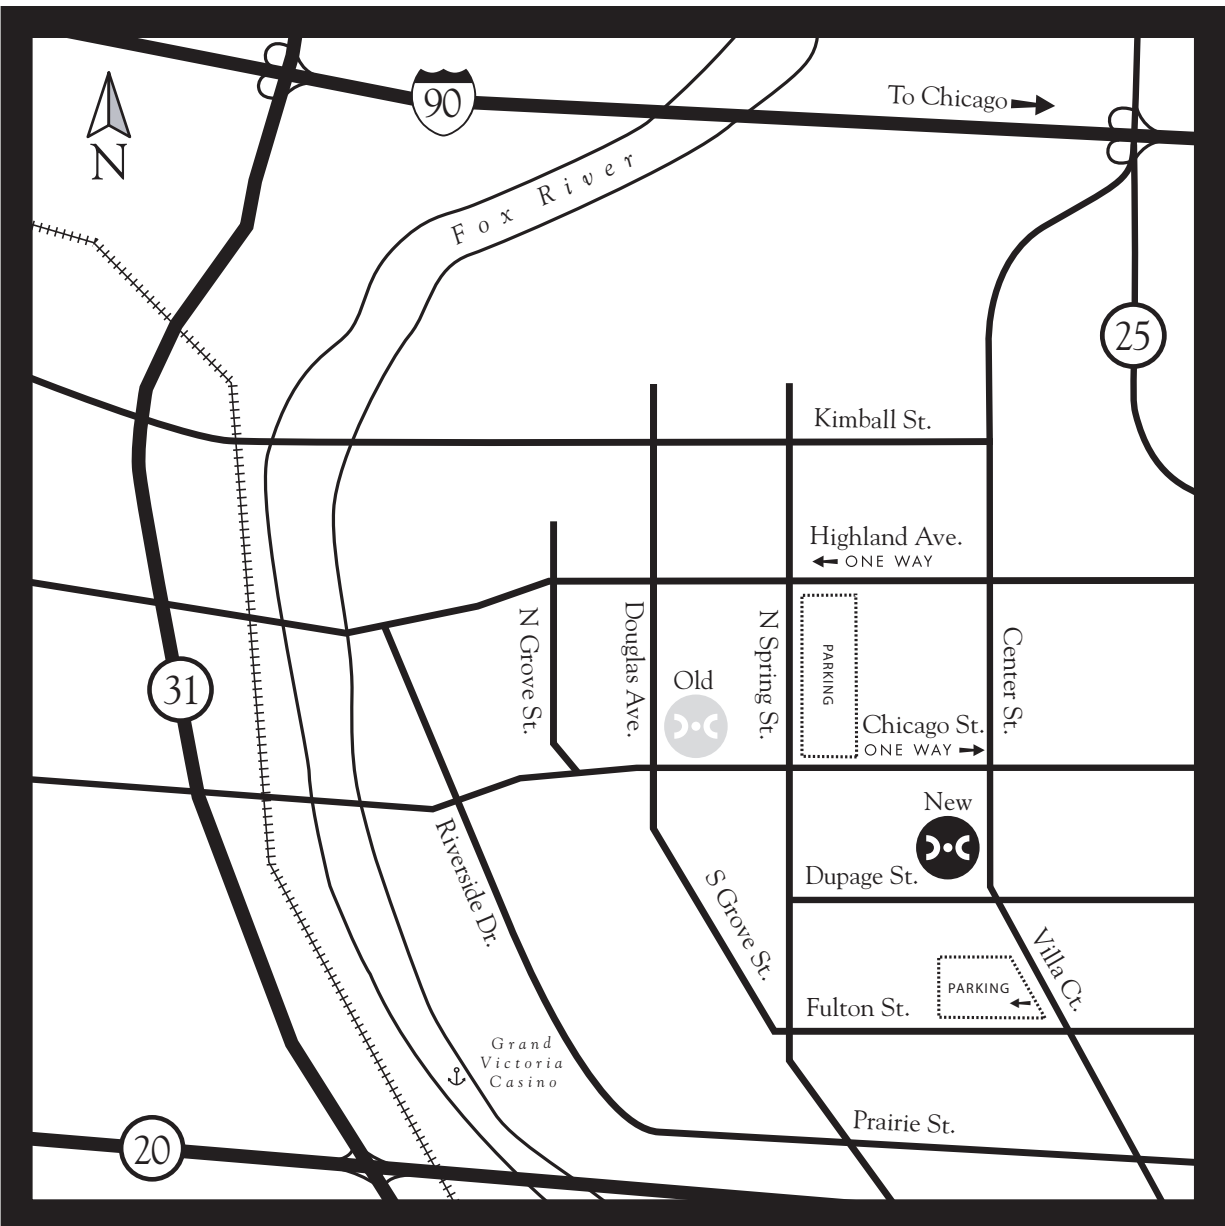 90
To Chicago
N
Fox River
25
Kimball St.
Highland Ave.
ONE WAY
N Grove St.
Douglas Ave.
N Spring St.
PARKING
Center St.
31
Old
Chicago St.
ONE WAY
New
Riverside Dr.
Dupage St.
S Grove St.
Villa Ct.
PARKING
Fulton St.
Grand
Victoria
Casino
20
Prairie St.